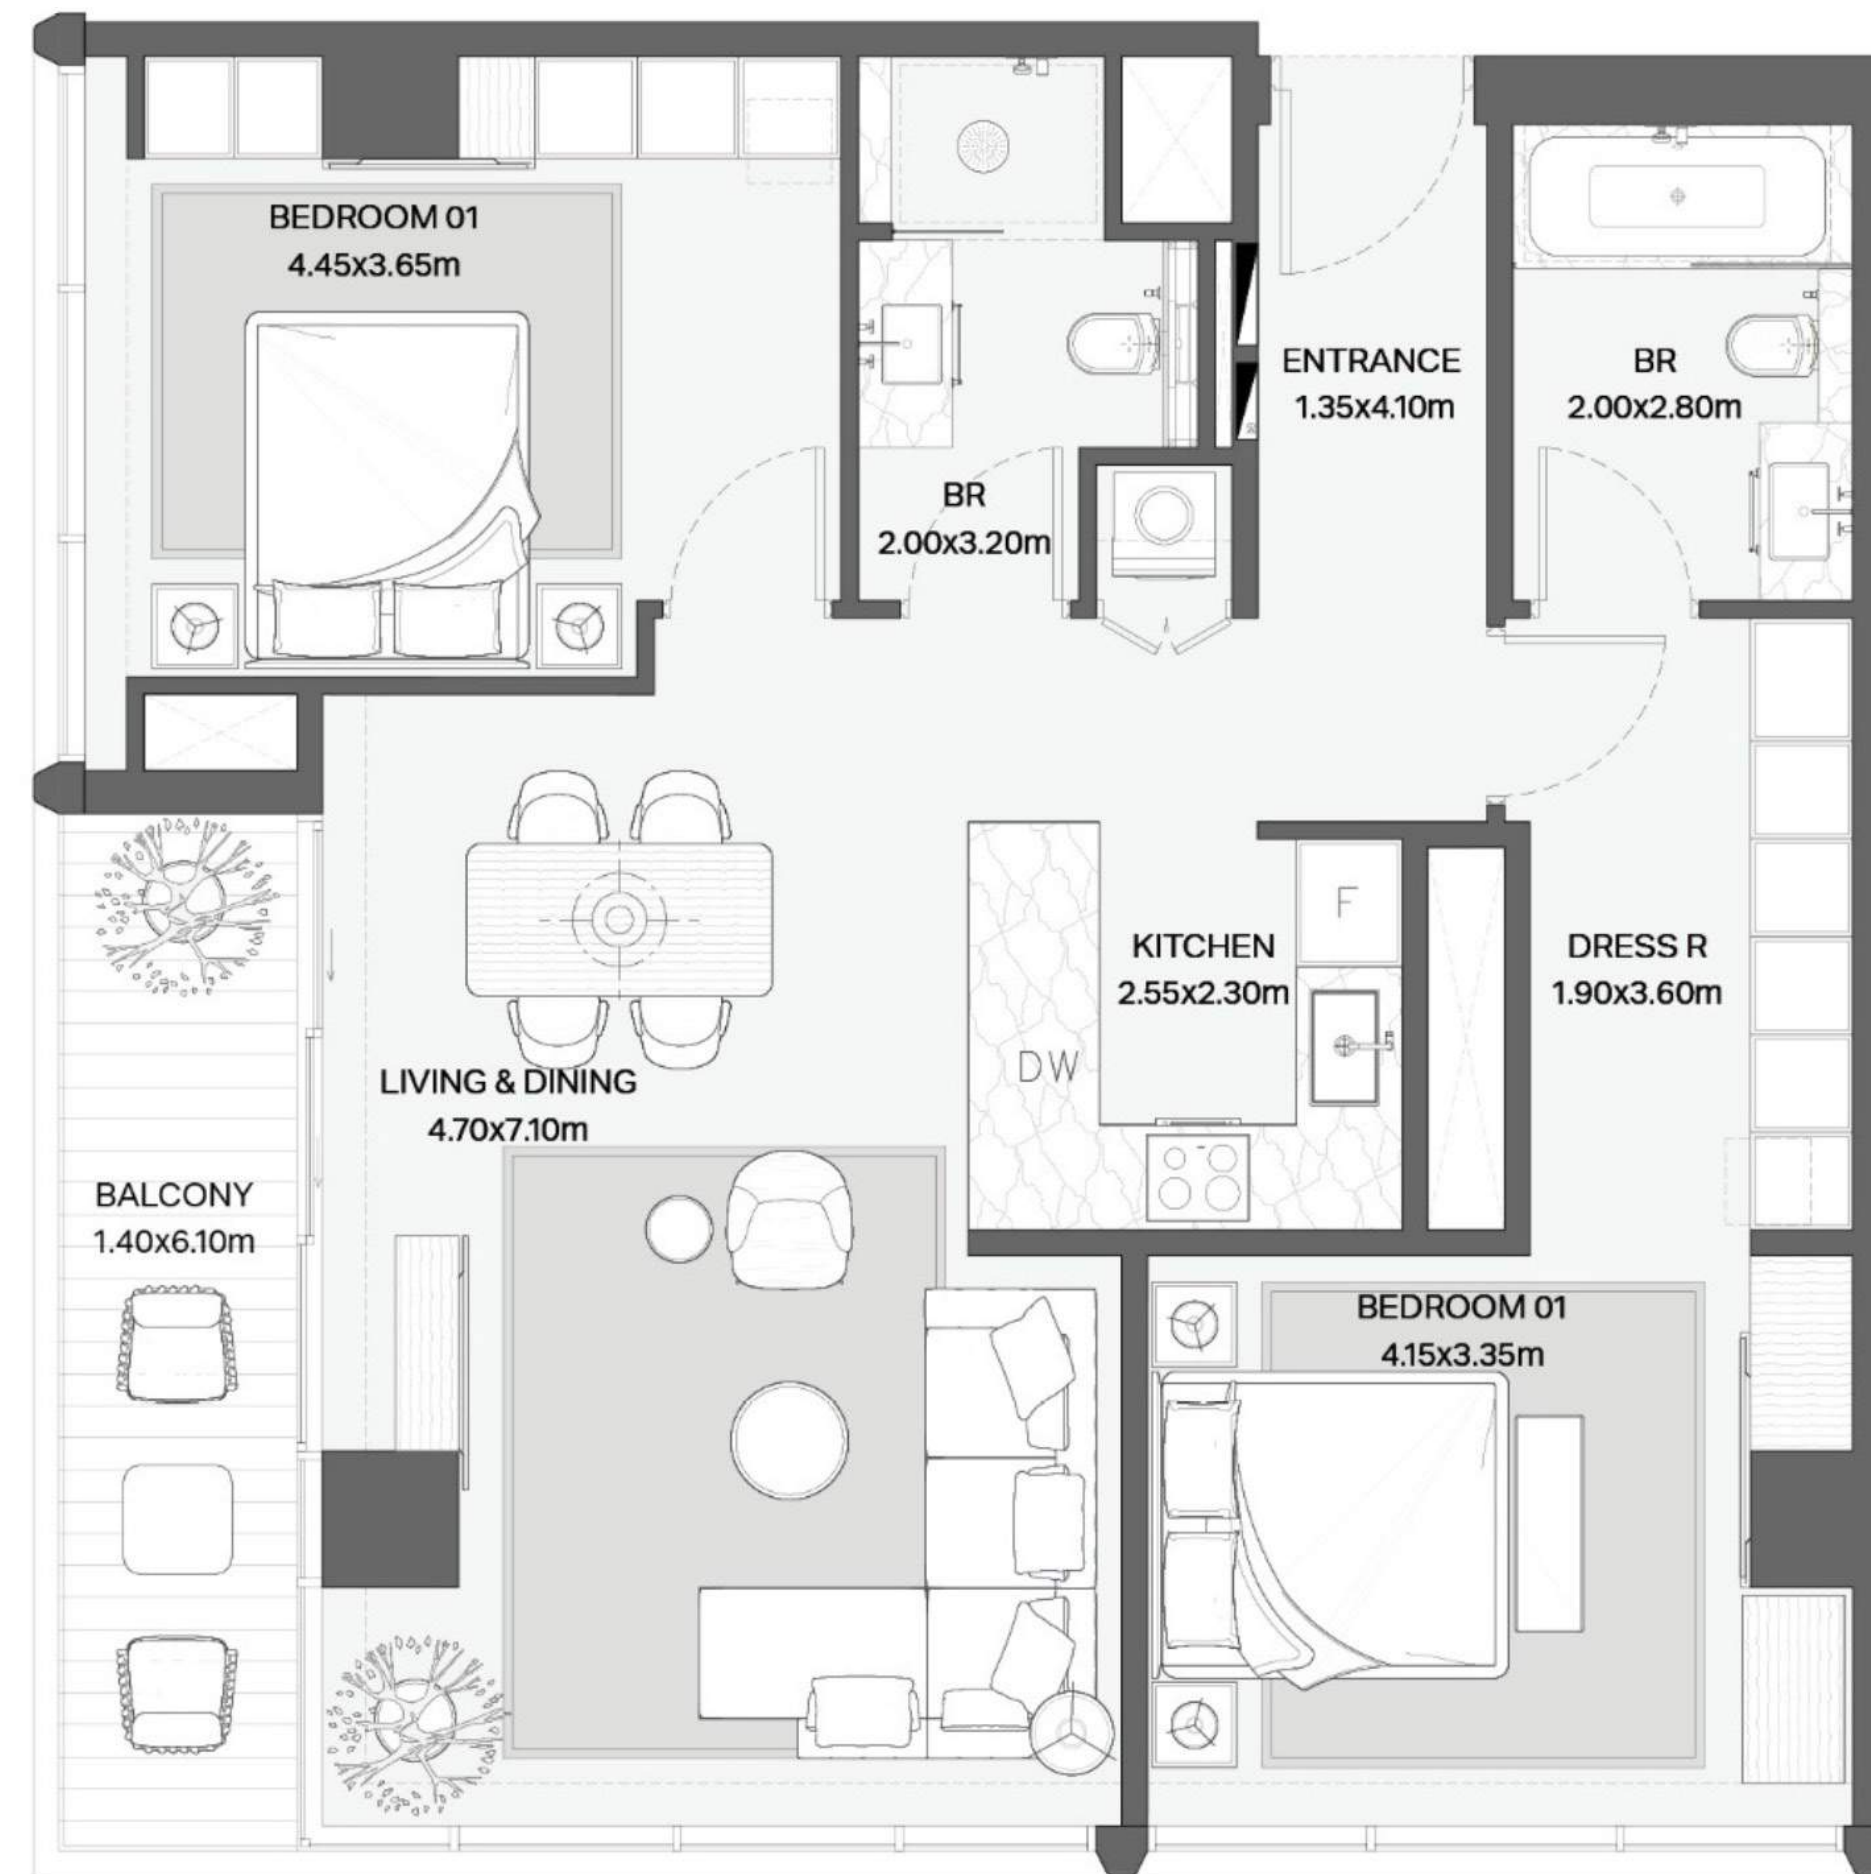 BEDROOM 01
4.45x3.65m
ENTRANCE
1.35x4.10m
BR
2.00x2.80m
BR
2.00x3.20m
F
KITCHEN
2.55x2.30m
DRESS R
1.90x3.60m
DW
LIVING & DINING
4.70x7.10m
BALCONY
1.40x6.10m
BEDROOM 01
4.15x3.35m